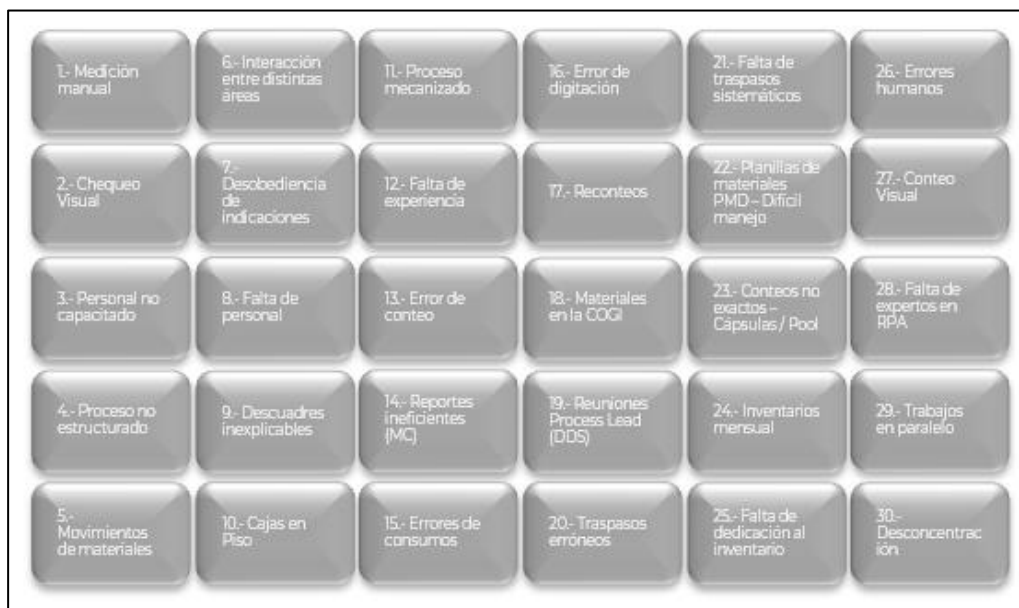 1.- Medición
manual
6.- Interacción
entre distintas
áreas
11.- Proceso
mecanizado
16.- Error de
digitación
21.- Falta de
traspasos
sistemáticos
26.- Errores
humanos
2.- Chequeo
Visual
7.-
Desobediencia
de
indicaciones
12.- Falta de
experiencia
17.- Reconteos
22.- Planillas de
materiales
PMD – Difícil
manejo
27.- Conteo
Visual
3.- Personal no
capacitado
8.- Falta de
personal
13.- Error de
conteo
18.- Materiales
en la COGI
23.- Conteos no
exactos –
Cápsulas / Pool
28.- Falta de
expertos en
RPA
4.- Proceso no
estructurado
9.- Descuadres
inexplicables
14.- Reportes
ineficientes
(MC)
19.- Reuniones
Process Lead
(DDS)
24.- Inventarios
mensual
29.- Trabajos
en paralelo
5.-
Movimientos
de materiales
10.- Cajas en
Piso
15.- Errores de
consumos
20.- Traspasos
erróneos
25.- Falta de
dedicación al
inventario
30.-
Desconcentrac
ión